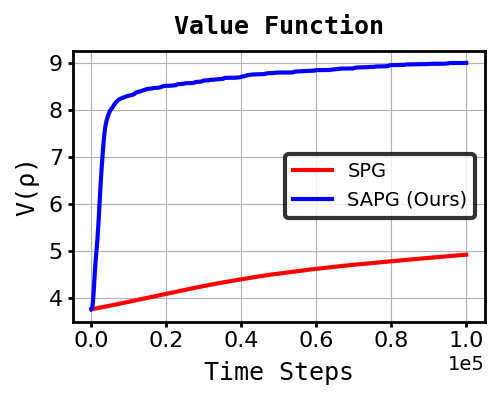 Value Function
V(ρ)
9
8
7
6
5
4
SPG
SAPG (Ours)
0.0 0.2 0.4 0.6 0.8 1.0
1e5
Time Steps